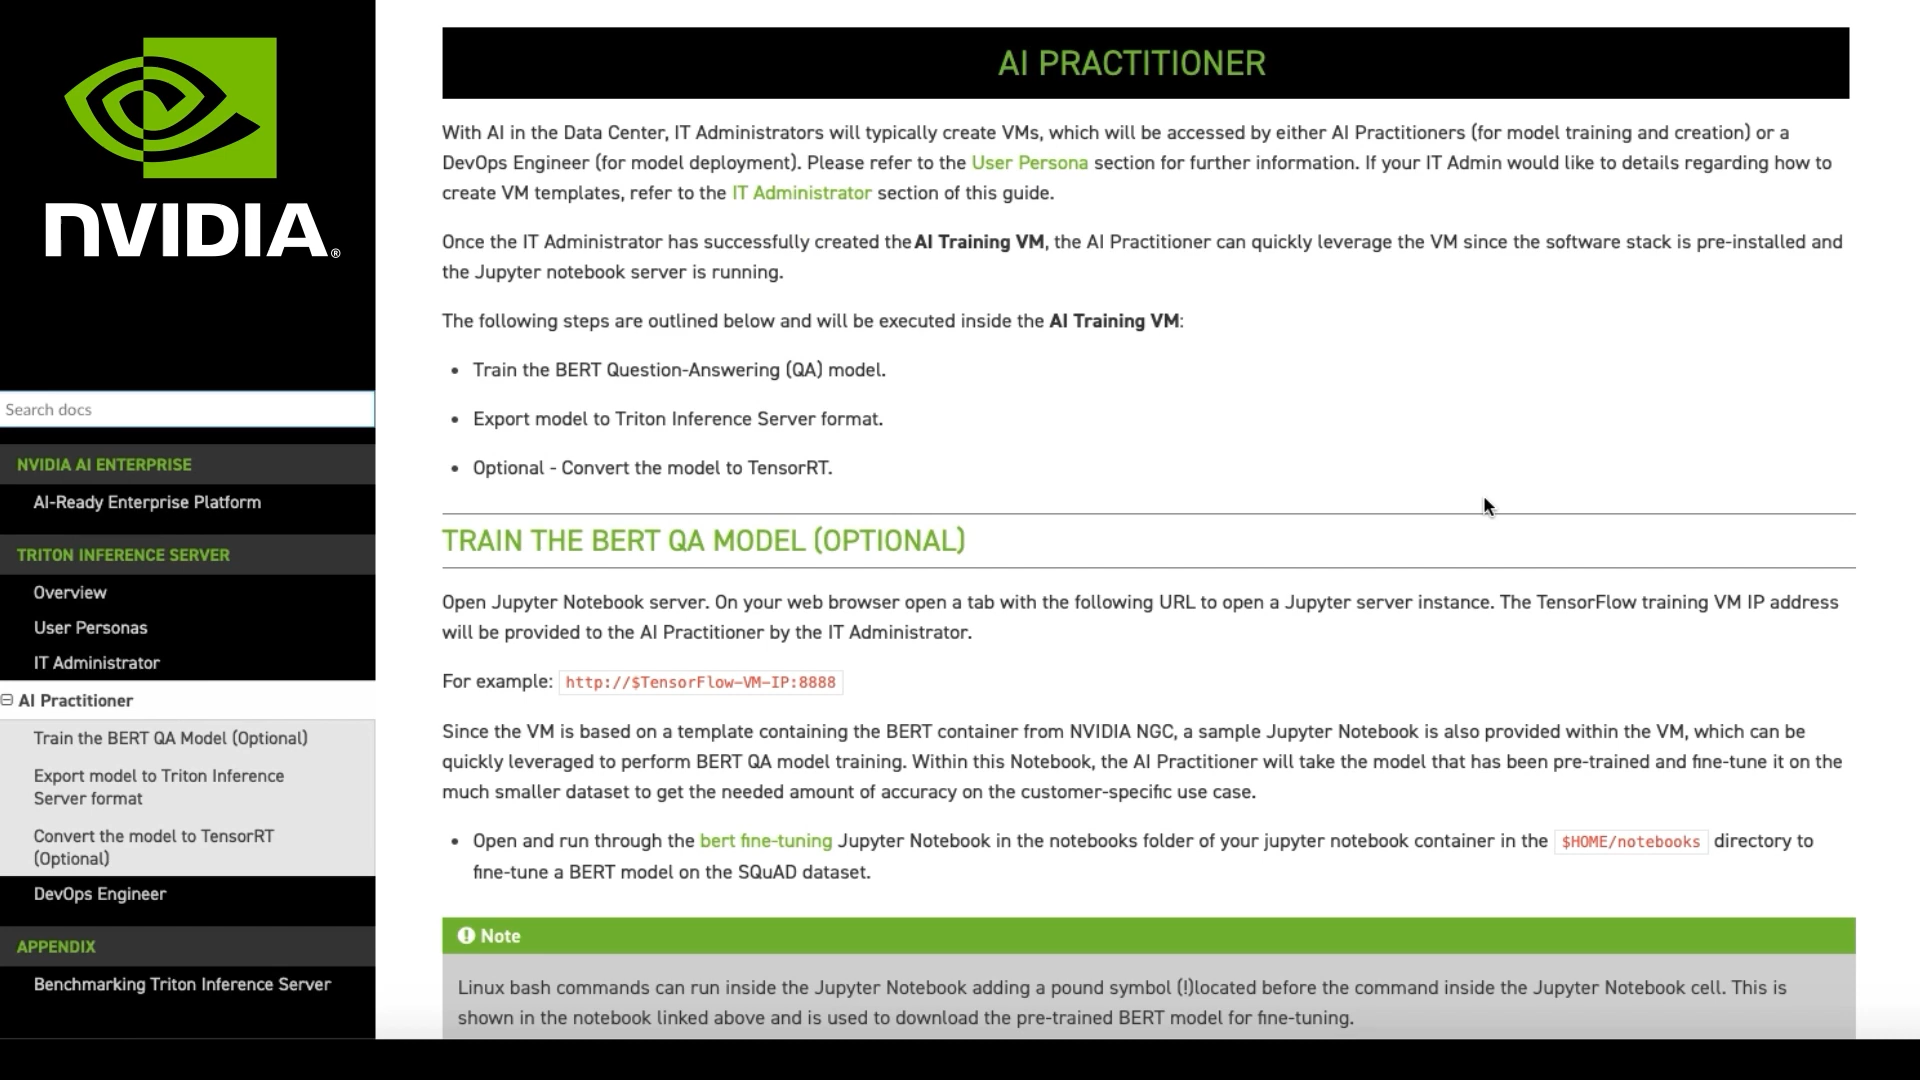 NVIDIA®
Search docs
NVIDIA AI ENTERPRISE
AI-Ready Enterprise Platform
TRITON INFERENCE SERVER
Overview
User Personas
IT Administrator
AI Practitioner
Train the BERT QA Model (Optional)
Export model to Triton Inference
Server format
Convert the model to TensorRT
(Optional)
DevOps Engineer
APPENDIX
Benchmarking Triton Inference Server
AI PRACTITIONER
With AI in the Data Center, IT Administrators will typically create VMs, which will be accessed by either AI Practitioners (for model training and creation) or a
DevOps Engineer (for model deployment). Please refer to the User Persona section for further information. If your IT Admin would like to details regarding how to
create VM templates, refer to the IT Administrator section of this guide.
Once the IT Administrator has successfully created the AI Training VM, the AI Practitioner can quickly leverage the VM since the software stack is pre-installed and
the Jupyter notebook server is running.
The following steps are outlined below and will be executed inside the AI Training VM:
• Train the BERT Question-Answering (QA) model.
• Export model to Triton Inference Server format.
• Optional - Convert the model to TensorRT.
TRAIN THE BERT QA MODEL (OPTIONAL)
Open Jupyter Notebook server. On your web browser open a tab with the following URL to open a Jupyter server instance. The TensorFlow training VM IP address
will be provided to the AI Practitioner by the IT Administrator.
For example: http://$TensorFlow-VM-IP:8888
Since the VM is based on a template containing the BERT container from NVIDIA NGC, a sample Jupyter Notebook is also provided within the VM, which can be
quickly leveraged to perform BERT QA model training. Within this Notebook, the AI Practitioner will take the model that has been pre-trained and fine-tune it on the
much smaller dataset to get the needed amount of accuracy on the customer-specific use case.
• Open and run through the bert fine-tuning Jupyter Notebook in the notebooks folder of your jupyter notebook container in the $HOME/notebooks directory to
fine-tune a BERT model on the SQuAD dataset.
Note
Linux bash commands can run inside the Jupyter Notebook adding a pound symbol (!)located before the command inside the Jupyter Notebook cell. This is
shown in the notebook linked above and is used to download the pre-trained BERT model for fine-tuning.